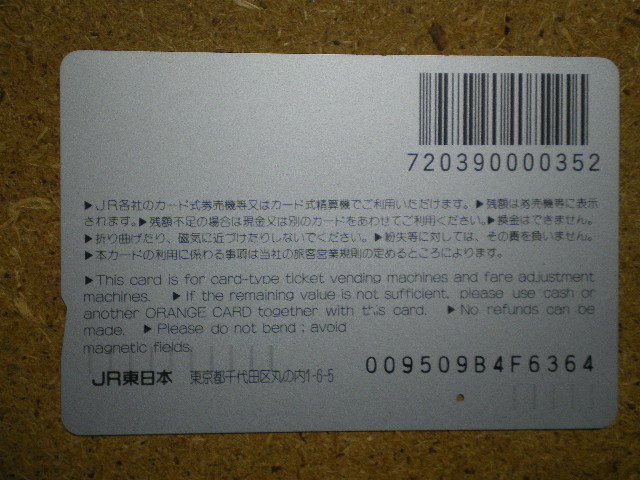 720390000352
▶JR各社のカード式券売機等又はカード式精算機でご利用いただけます。▶残額は券売機等に表示
されます。▶残額不足の場合は現金又は別のカードをあわせてご利用ください。▶換金はできません。
▶折り曲げたり、磁気に近づけたりしないでください。▶紛失等に対しては、その責を負いません。
▶本カードの利用に係わる事項は当社の旅客営業規則の定めるところによります。
▶This card is for card-type ticket vending machines and fare adjustment
machines. ▶If the remaining value is not sufficient, please use cash or
another ORANGE CARD together with this card. ▶No refunds can be
made. ▶Please do not bend; avoid
magnetic fields.
009509B4F6364
JR東日本 東京都千代田区丸の内1-6-5